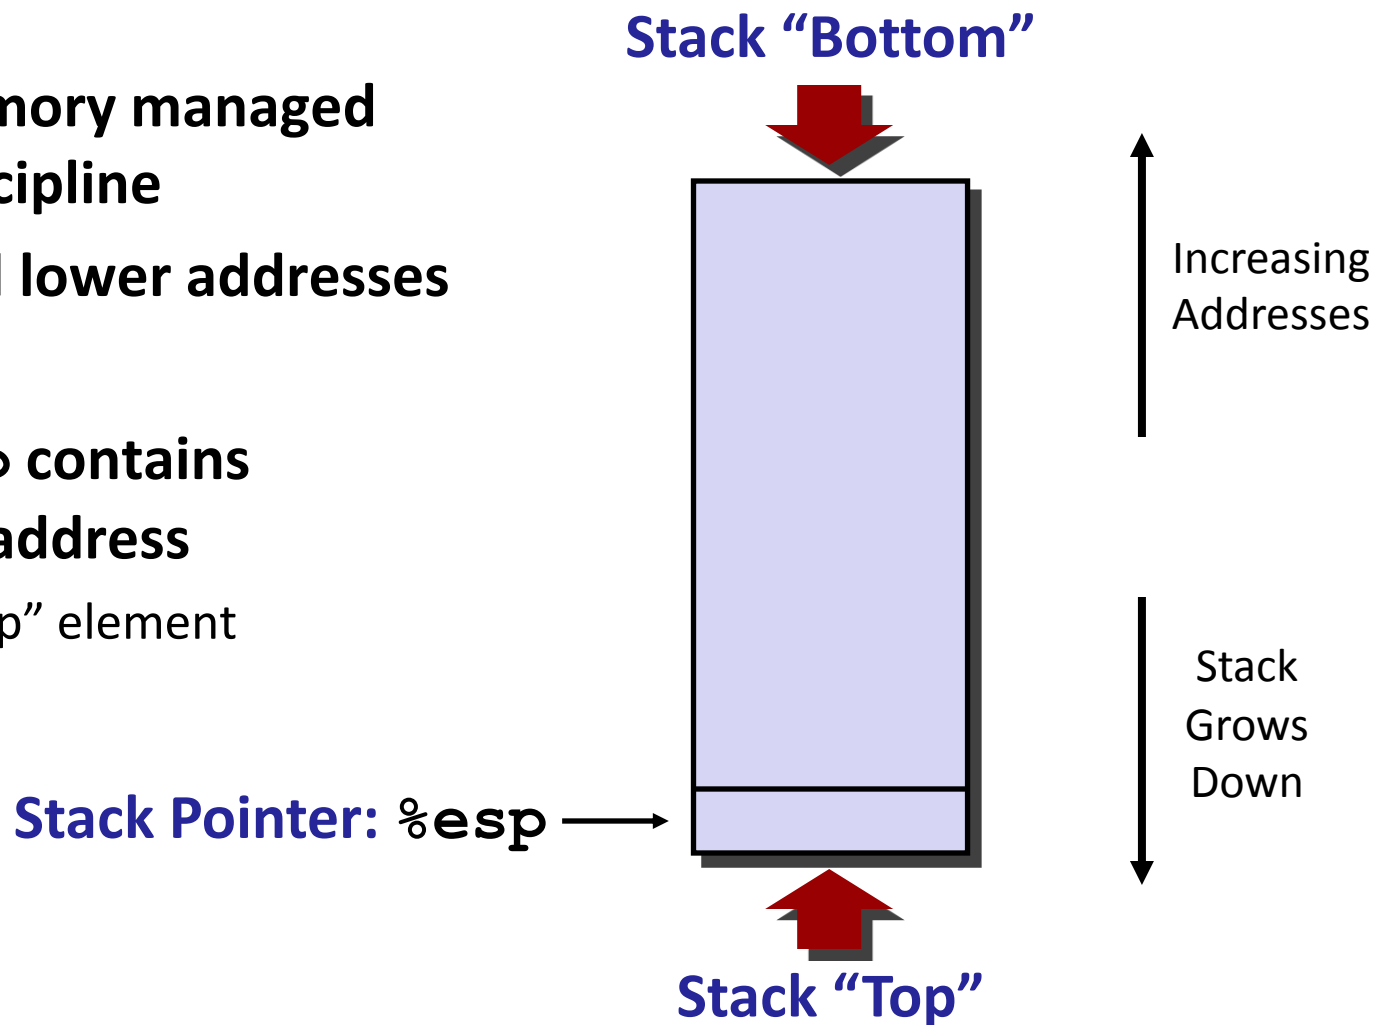 Stack “Bottom”
mory managed
cipline
lower addresses
contains
address
p” element
Increasing
Addresses
Stack
Grows
Down
Stack Pointer: %esp
Stack “Top”